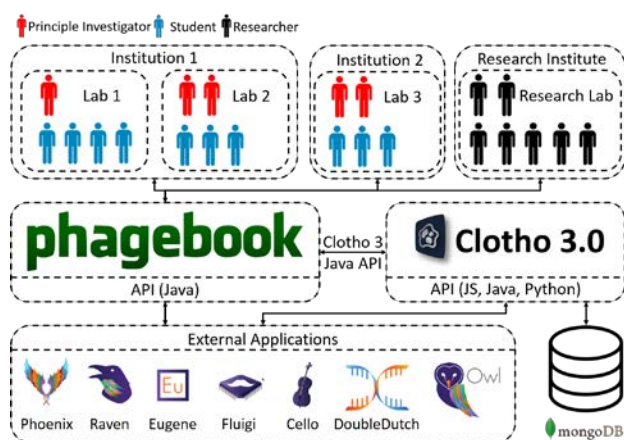 Principle Investigator Student Researcher
Institution 1
Institution 2
Research Institute
Lab 1
Lab 2
Lab 3
Research Lab
phagebook
Clotho 3
Java API
Clotho 3.0
API (Java)
API (JS, Java, Python)
External Applications
Eu
Owl
Phoenix Raven Eugene Fluigi Cello DoubleDutch
mongoDB